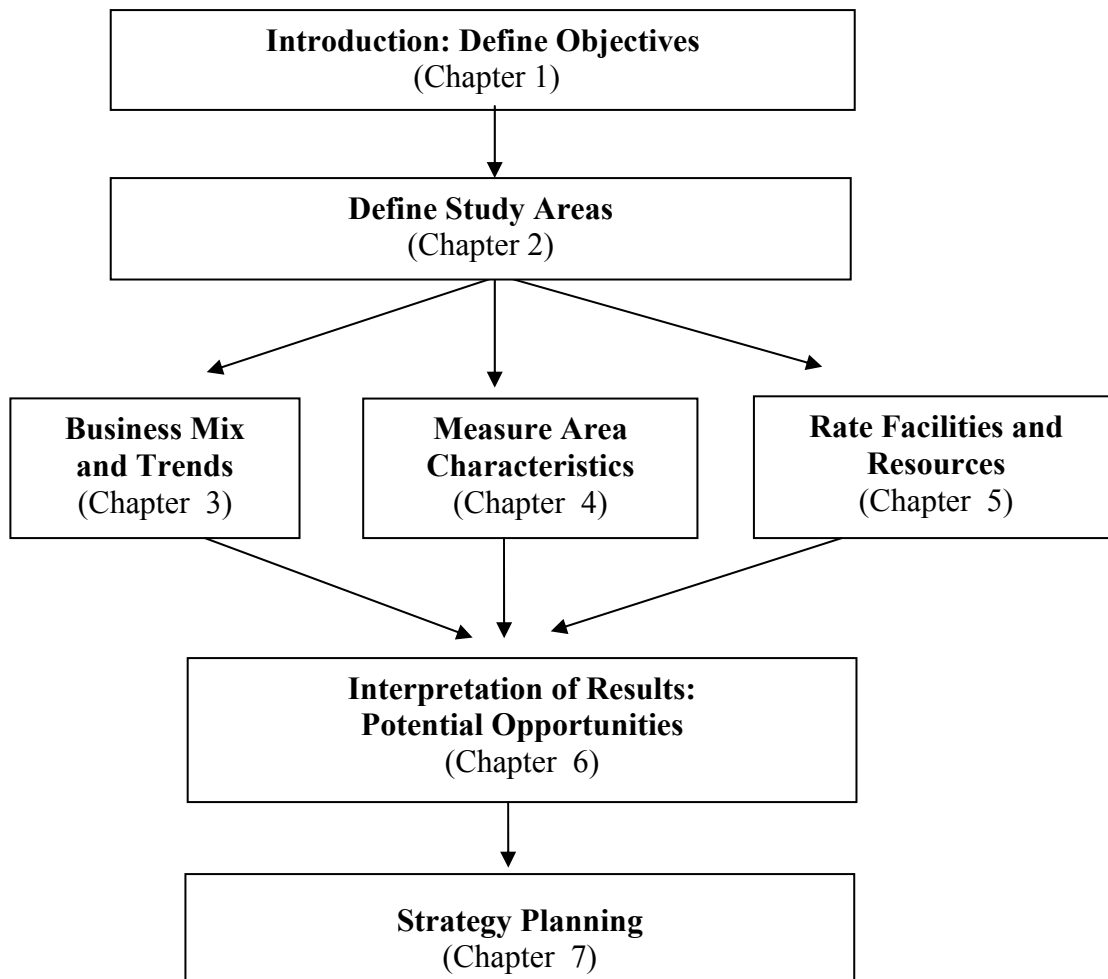 Introduction: Define Objectives
(Chapter 1)
Define Study Areas
(Chapter 2)
Business Mix
and Trends
(Chapter  3)
Measure Area
Characteristics
(Chapter  4)
Rate Facilities and
Resources
(Chapter  5)
Interpretation of Results:
Potential Opportunities
(Chapter  6)
Strategy Planning
(Chapter  7)